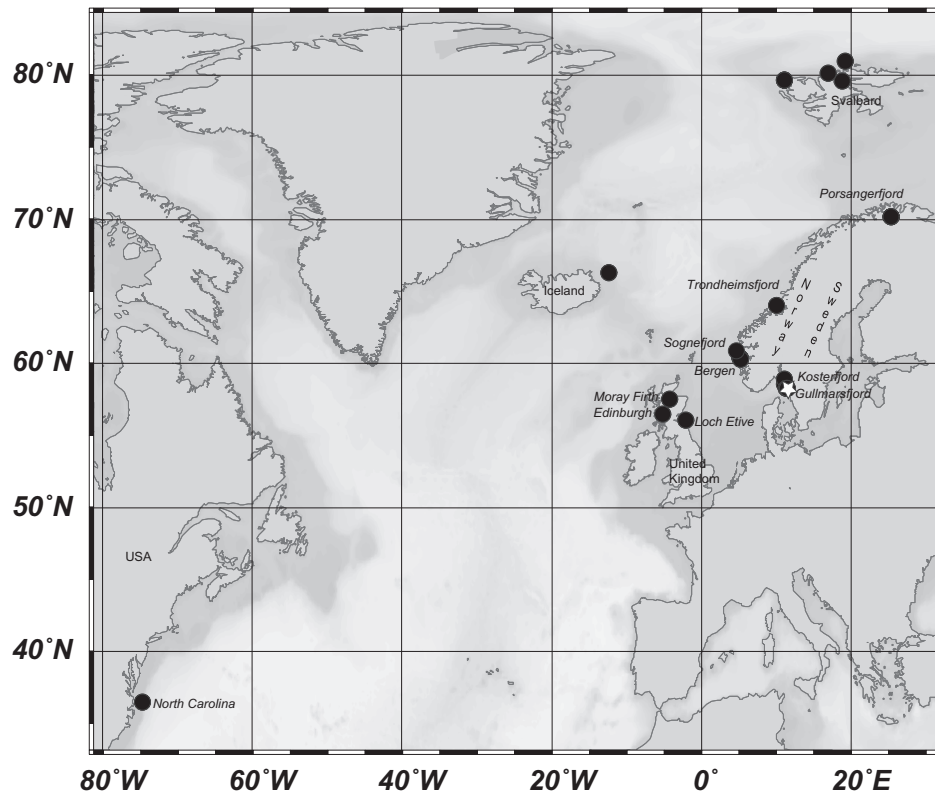 80˚N
Svalbard
Porsangerfjord
70˚N
Trondheimsfjord
Iceland
Norway
Sweden
Sognefjord
60˚N
Bergen
Kosterfjord
Gullmarsfjord
Moray Firth
Edinburgh
Loch Etive
United
Kingdom
50˚N
USA
40˚N
North Carolina
80˚W
60˚W
40˚W
20˚W
0˚
20˚E